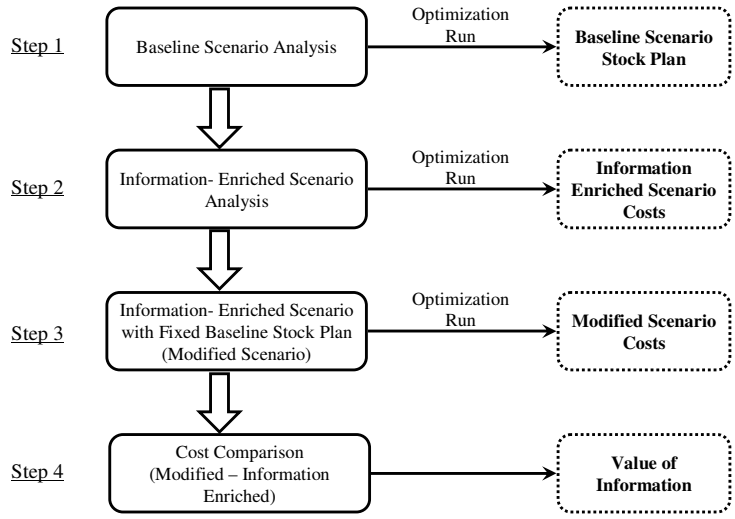 Step 1
Baseline Scenario Analysis
Optimization
Run
Baseline Scenario
Stock Plan
Step 2
Information- Enriched Scenario
Analysis
Optimization
Run
Information
Enriched Scenario
Costs
Step 3
Information- Enriched Scenario
with Fixed Baseline Stock Plan
(Modified Scenario)
Optimization
Run
Modified Scenario
Costs
Step 4
Cost Comparison
(Modified – Information
Enriched)
Value of
Information